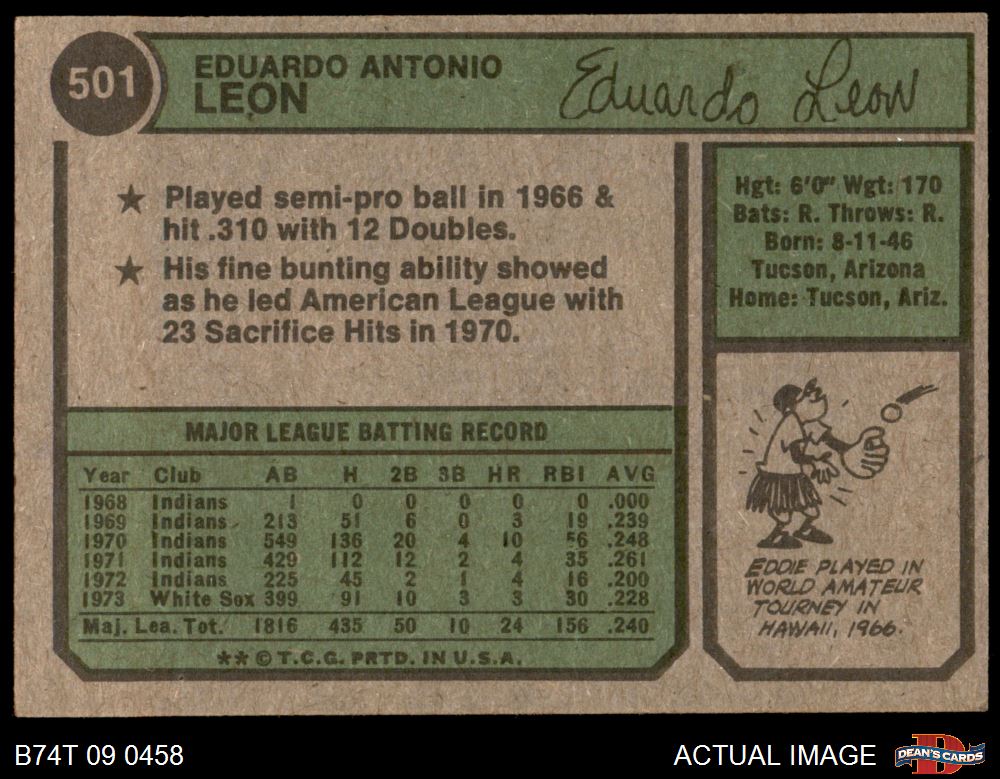 501
EDUARDO ANTONIO
LEON
Eduardo Leon
★ Played semi-pro ball in 1966 &
hit .310 with 12 Doubles.
★ His fine bunting ability showed
as he led American League with
23 Sacrifice Hits in 1970.
Hgt: 6'0" Wgt: 170
Bats: R. Throws: R.
Born: 8-11-46
Tucson, Arizona
Home: Tucson, Ariz.
MAJOR LEAGUE BATTING RECORD
Year Club AB H 2B 3B HR RBI AVG
1968 Indians 1 0 0 0 0 0 .000
1969 Indians 213 51 6 0 3 19 .239
1970 Indians 549 136 20 4 10 56 .248
1971 Indians 429 112 12 2 4 35 .261
1972 Indians 225 45 2 1 4 16 .200
1973 White Sox 399 91 10 3 3 30 .228
Maj. Lea. Tot. 1816 435 50 10 24 156 .240
**©T.C.G. PRTD. IN U.S.A.
EDDIE PLAYED IN
WORLD AMATEUR
TOURNEY IN
HAWAII, 1966.
B74T 09 0458
ACTUAL IMAGE
D
DEAN'S CARDS